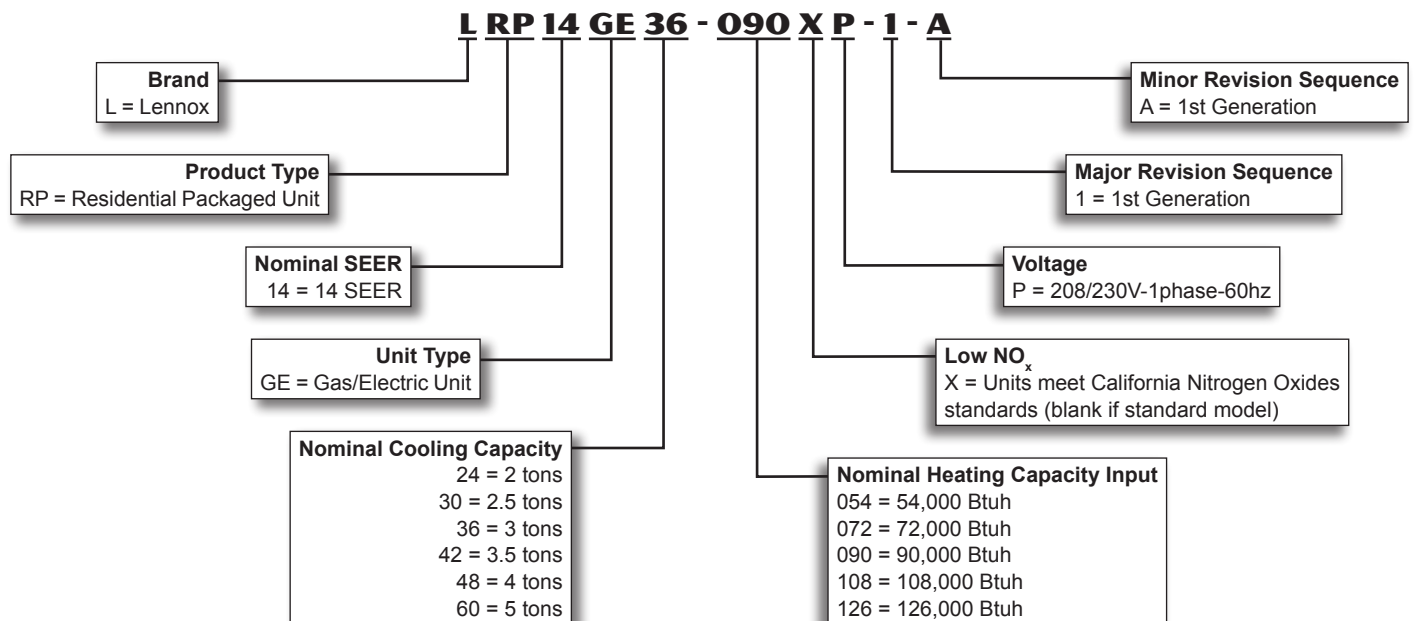 L RP 14 GE 36 - 090 X P - 1 - A
Brand
L = Lennox
Product Type
RP = Residential Packaged Unit
Nominal SEER
14 = 14 SEER
Unit Type
GE = Gas/Electric Unit
Nominal Cooling Capacity
24 = 2 tons
30 = 2.5 tons
36 = 3 tons
42 = 3.5 tons
48 = 4 tons
60 = 5 tons
Minor Revision Sequence
A = 1st Generation
Major Revision Sequence
1 = 1st Generation
Voltage
P = 208/230V-1phase-60hz
Low NOx
X = Units meet California Nitrogen Oxides
standards (blank if standard model)
Nominal Heating Capacity Input
054 = 54,000 Btuh
072 = 72,000 Btuh
090 = 90,000 Btuh
108 = 108,000 Btuh
126 = 126,000 Btuh